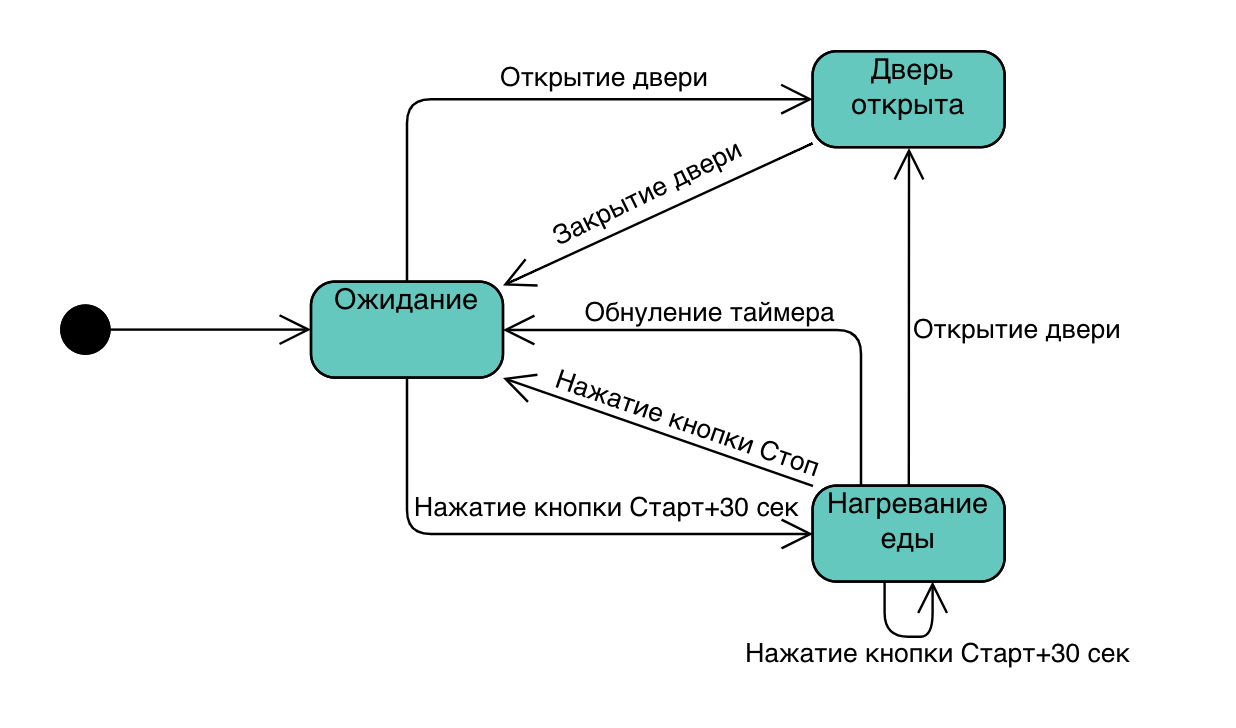 Открытие двери
Дверь
открыта
Закрытие двери
Ожидание
Обнуление таймера
Открытие двери
Нажатие кнопки Стоп
Нажатие кнопки Старт+30 сек
Нагревание
еды
Нажатие кнопки Старт+30 сек